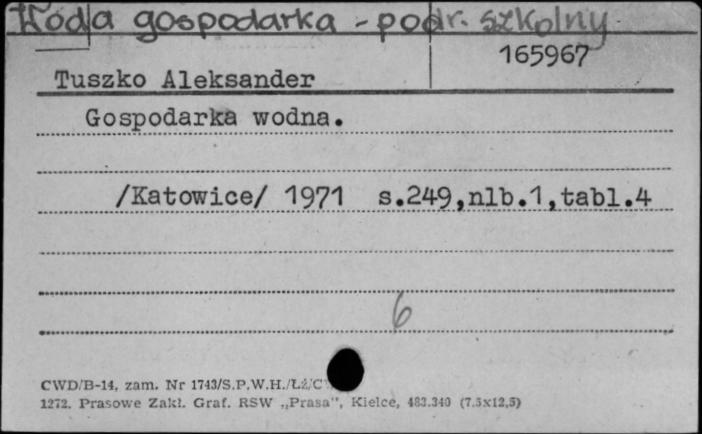 Woda gospodarka - podr. szkolny
165967
Tuszko Aleksander
Gospodarka wodna.
/Katowice/ 1971 s.249,nlb.1,tabl.4
6
CWD/B-14, zam. Nr 1743/S.P.W.H./Łż/
1272. Prasowe Zakł. Graf. RSW „Prasa", Kielce, 483.340 (7.5x12,5)